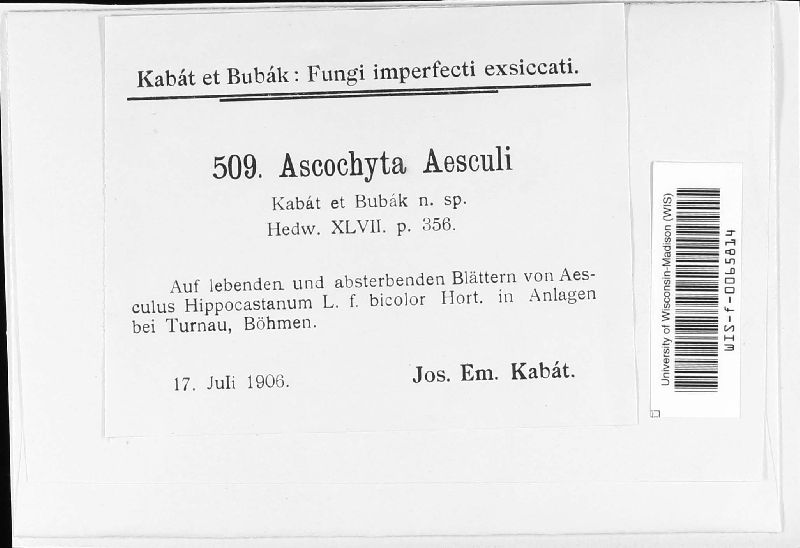 Kabát et Bubák: Fungi imperfecti exsiccati.
509. Ascochyta Aesculi
Kabát et Bubák n. sp.
Hedw. XLVII. p. 356.
Auf lebenden und absterbenden Blättern von Aes-
culus Hippocastanum L. f. bicolor Hort. in Anlagen
bei Turnau, Böhmen.
17. Juli 1906.
Jos. Em. Kabát.
University of Wisconsin-Madison (WIS)
WIS-f-0065814